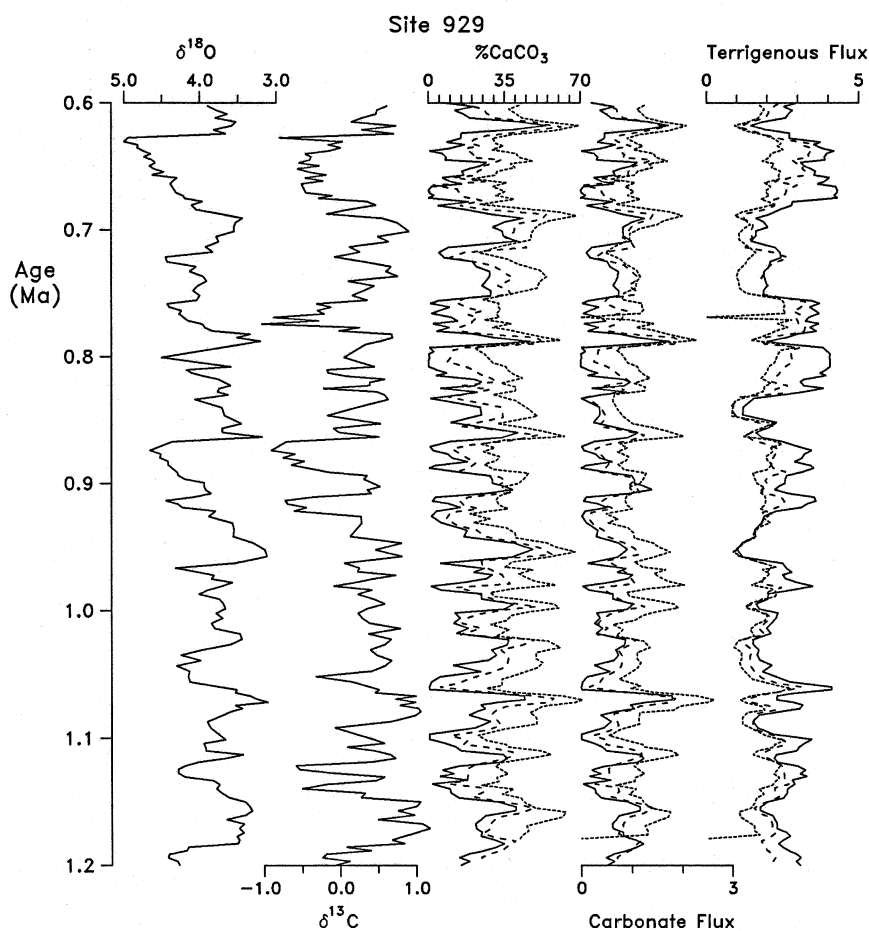 Site 929
δ18O
%CaCO3
Terrigenous Flux
5.0 4.0 3.0
0 35 70
0 5
Age
(Ma)
0.6
0.7
0.8
0.9
1.0
1.1
1.2
-1.0 0.0 1.0
0 3
δ13C
Carbonate Flux